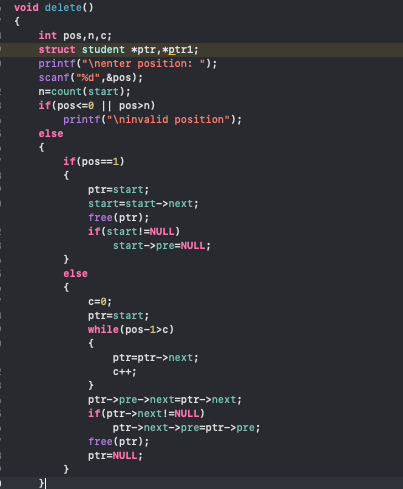 void delete()
{
    int pos,n,c;
    struct student *ptr,*ptr1;
    printf("\nenter position: ");
    scanf("%d",&pos);
    n=count(start);
    if(pos<=0 || pos>n)
        printf("\ninvalid position");
    else
    {
        if(pos==1)
        {
            ptr=start;
            start=start->next;
            free(ptr);
            if(start!=NULL)
                start->pre=NULL;
        }
        else
        {
            c=0;
            ptr=start;
            while(pos-1>c)
            {
                ptr=ptr->next;
                c++;
            }
            ptr->pre->next=ptr->next;
            if(ptr->next!=NULL)
                ptr->next->pre=ptr->pre;
            free(ptr);
            ptr=NULL;
        }
    }